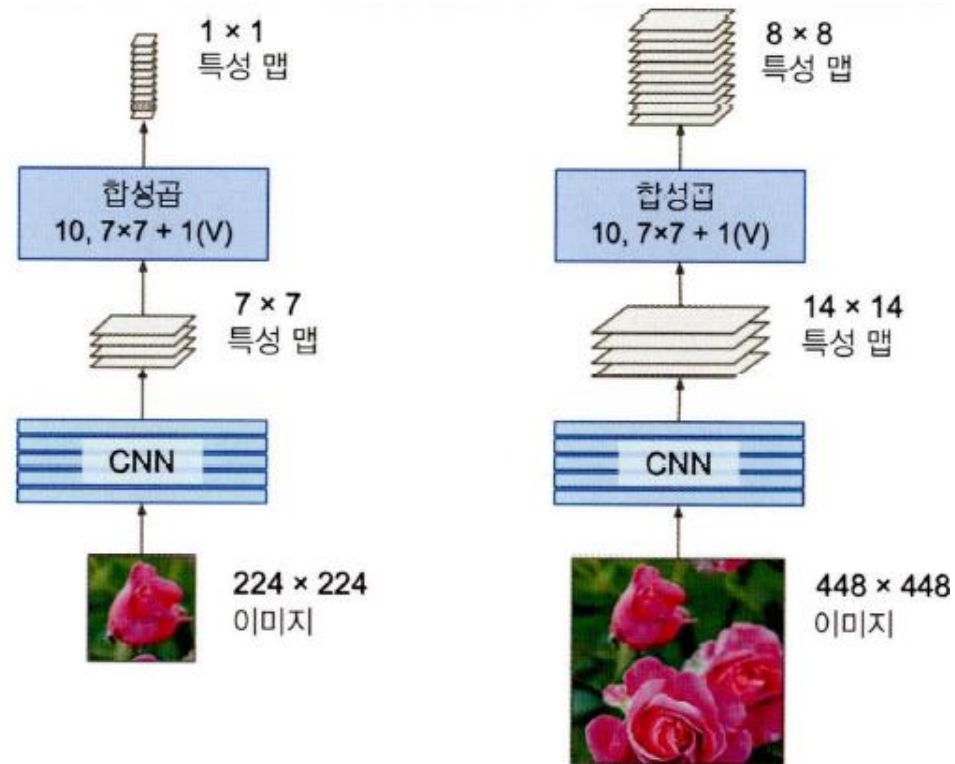 1 × 1
특성 맵
합성곱
10, 7×7 + 1(V)
7 × 7
특성 맵
CNN
224 × 224
이미지
8 × 8
특성 맵
합성곱
10, 7×7 + 1(V)
14 × 14
특성 맵
CNN
448 × 448
이미지